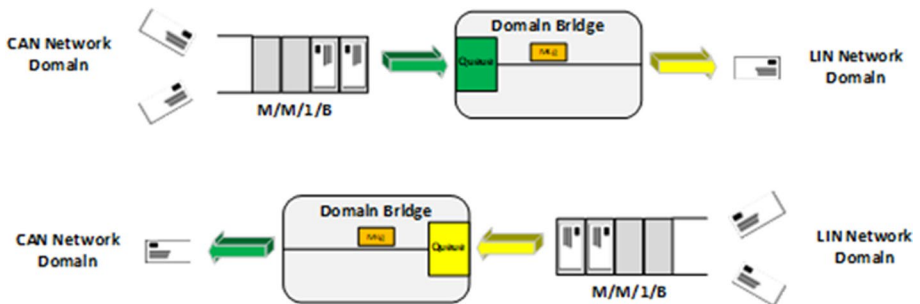 CAN Network
Domain
M/M/1/B
Domain Bridge
Queue
Msg
LIN Network
Domain
CAN Network
Domain
Domain Bridge
Msg
Queue
M/M/1/B
LIN Network
Domain